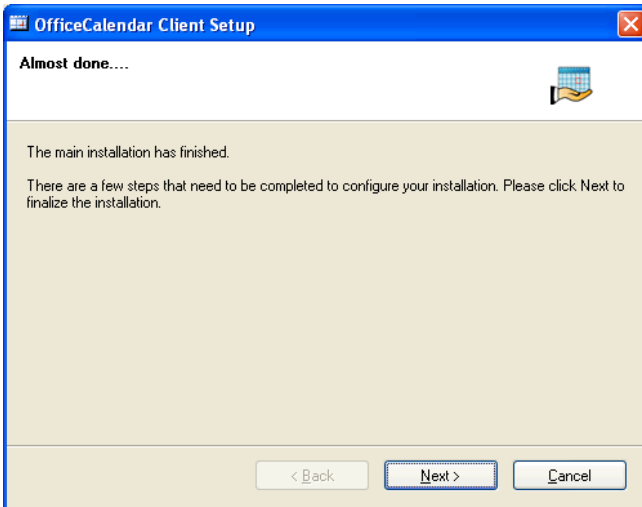 OfficeCalendar Client Setup
Almost done....
The main installation has finished.
There are a few steps that need to be completed to configure your installation. Please click Next to
finalize the installation.
< Back
Next >
Cancel